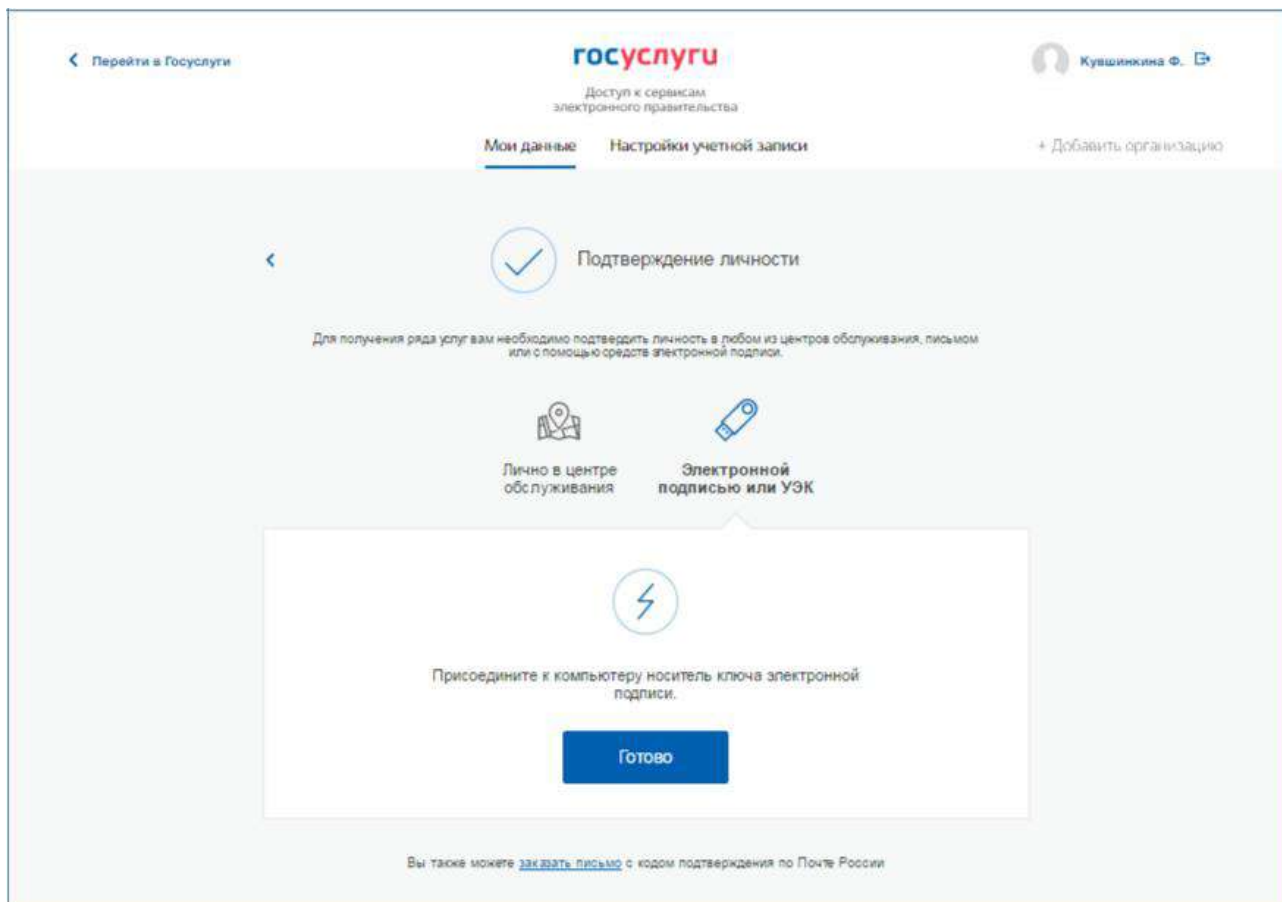 Перейти в Госуслуги
госуслуги
Кувшинкина Ф.
Доступ к сервисам
электронного правительства
Мои данные
Настройки учетной записи
+ Добавить организацию
Подтверждение личности
Для получения ряда услуг вам необходимо подтвердить личность в любом из центров обслуживания, письмом
или с помощью средств электронной подписи.
Лично в центре
обслуживания
Электронной
подписью или УЭК
Присоедините к компьютеру носитель ключа электронной
подписи.
Готово
Вы также можете заказать письмо с кодом подтверждения по Почте России